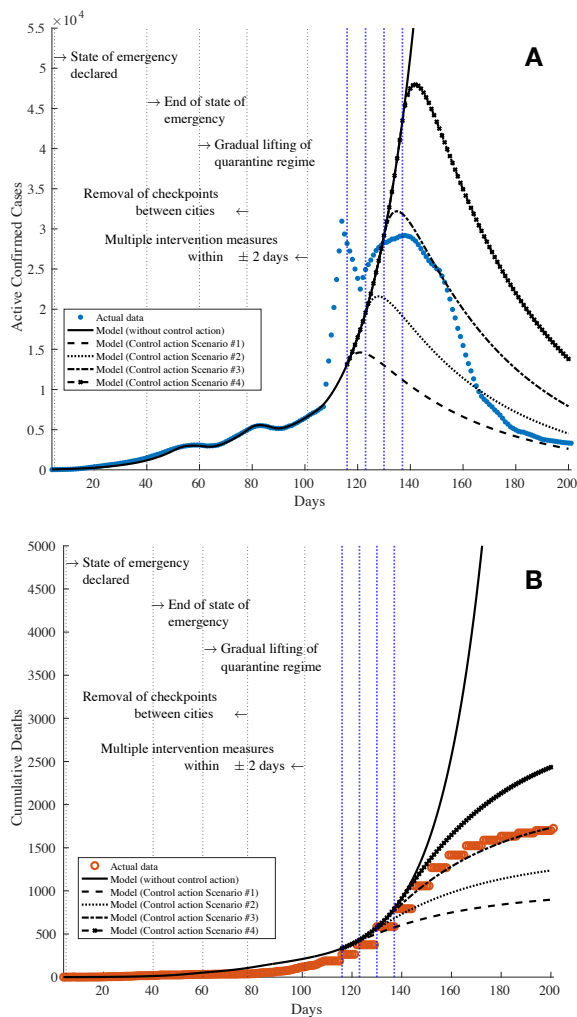 ×10⁴
A
5.5
5
4.5
4
3.5
3
2.5
2
1.5
1
0.5
0
Active Confirmed Cases
→ State of emergency
declared
→ End of state of
emergency
→ Gradual lifting of
quarantine regime
Removal of checkpoints
between cities ←
Multiple intervention measures
within ± 2 days ←
Actual data
Model (without control action)
Model (Control action Scenario #1)
Model (Control action Scenario #2)
Model (Control action Scenario #3)
Model (Control action Scenario #4)
20 40 60 80 100 120 140 160 180 200
Days
B
5000
4500
4000
3500
3000
2500
2000
1500
1000
500
0
Cumulative Deaths
→ State of emergency
declared
→ End of state of
emergency
→ Gradual lifting of
quarantine regime
Removal of checkpoints
between cities ←
Multiple intervention measures
within ± 2 days ←
Actual data
Model (without control action)
Model (Control action Scenario #1)
Model (Control action Scenario #2)
Model (Control action Scenario #3)
Model (Control action Scenario #4)
20 40 60 80 100 120 140 160 180 200
Days